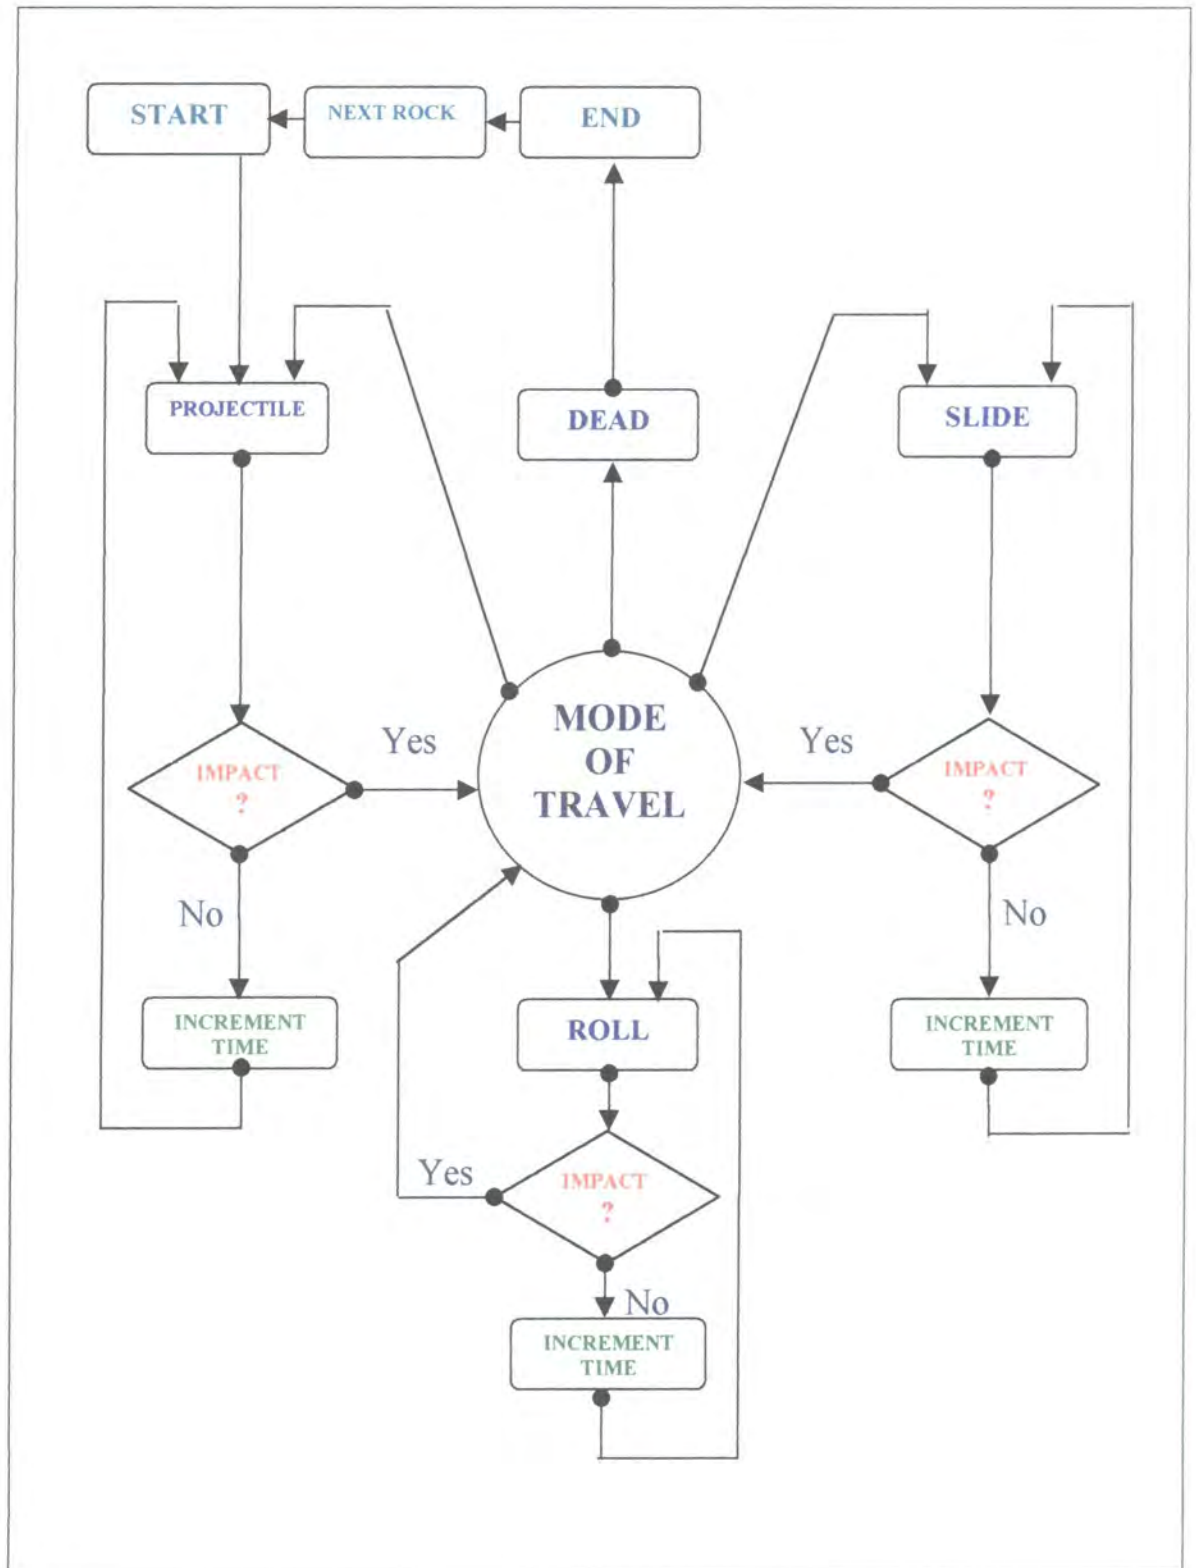 START
NEXT ROCK
END
PROJECTILE
DEAD
SLIDE
MODE
OF
TRAVEL
Yes
Yes
IMPACT
?
IMPACT
?
No
No
INCREMENT
TIME
ROLL
INCREMENT
TIME
Yes
IMPACT
?
No
INCREMENT
TIME